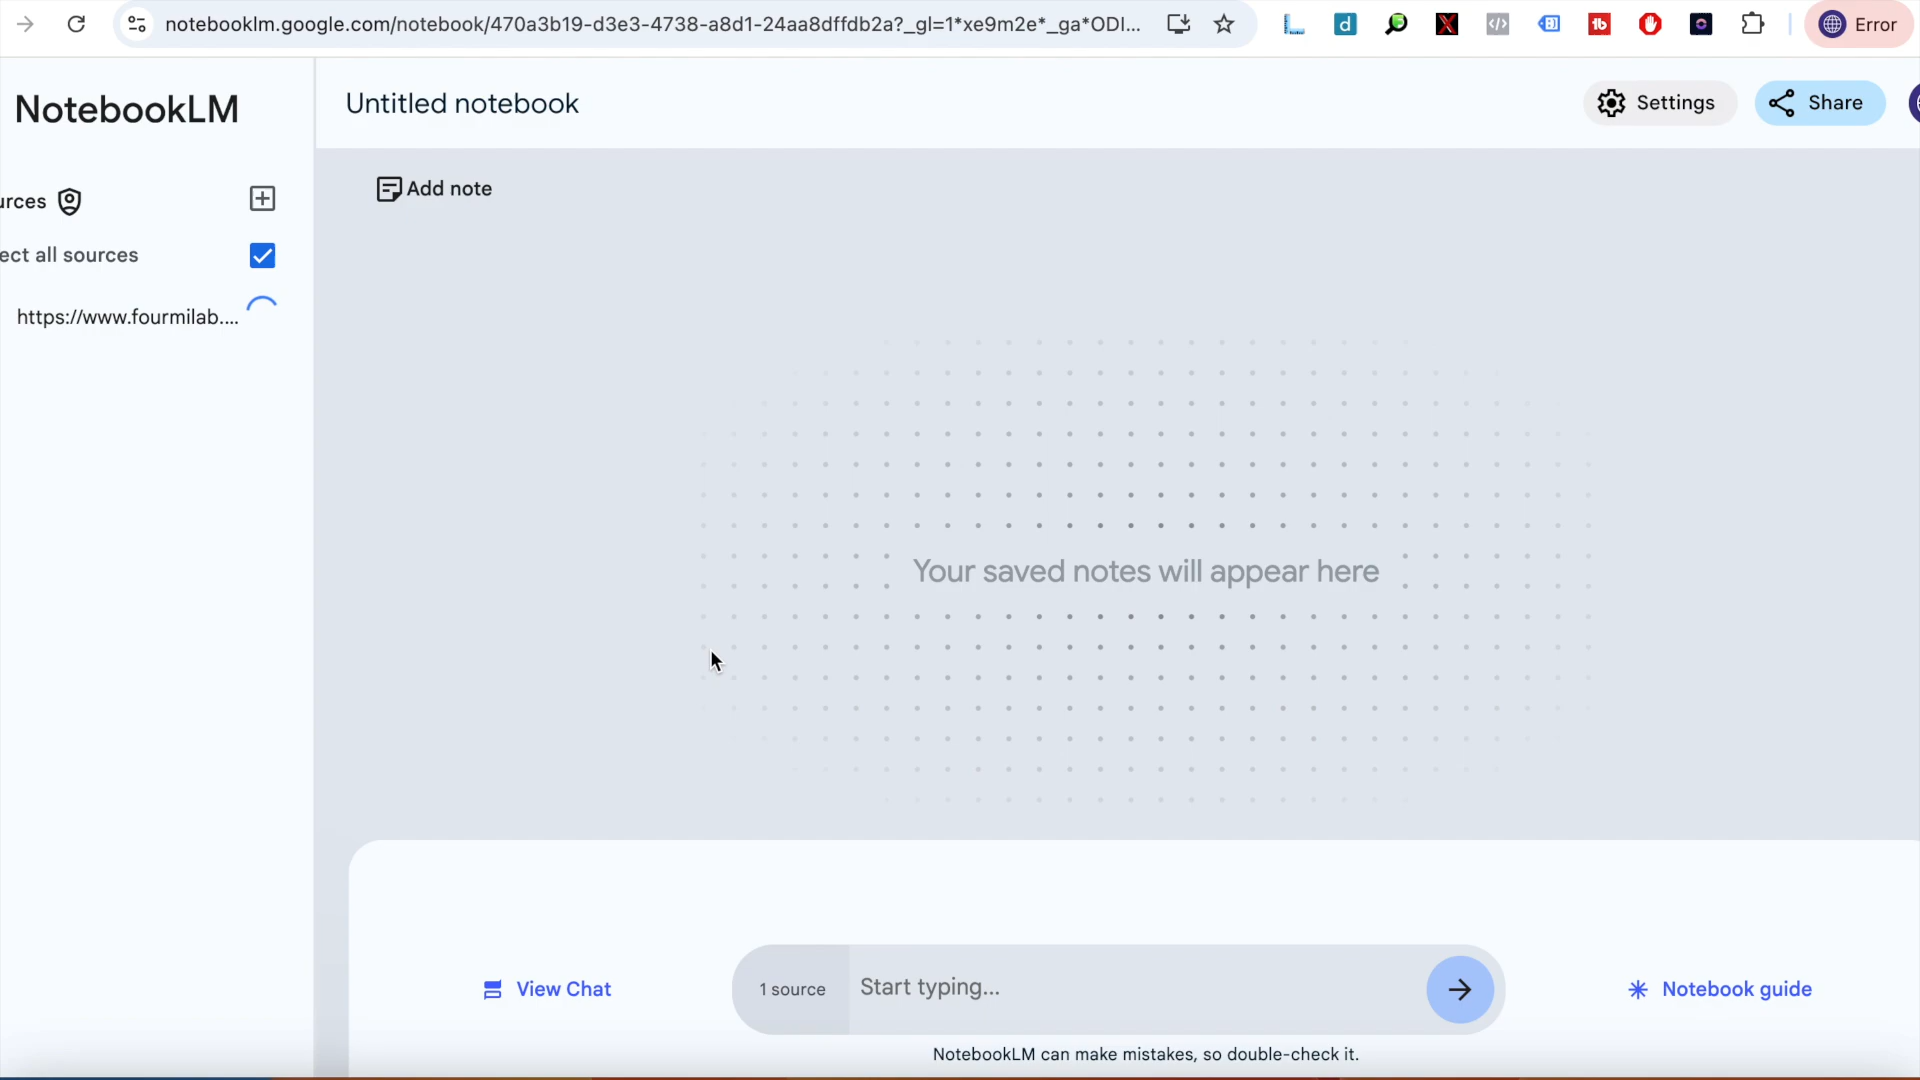 notebooklm.google.com/notebook/470a3b19-d3e3-4738-a8d1-24aa8dffdb2a?_gl=1*xe9m2e*_ga*ODI...
Error
NotebookLM
Untitled notebook
Settings
Share
Add note
urces
ect all sources
https://www.fourmilab....
Your saved notes will appear here
View Chat
1 source
Start typing...
Notebook guide
NotebookLM can make mistakes, so double-check it.